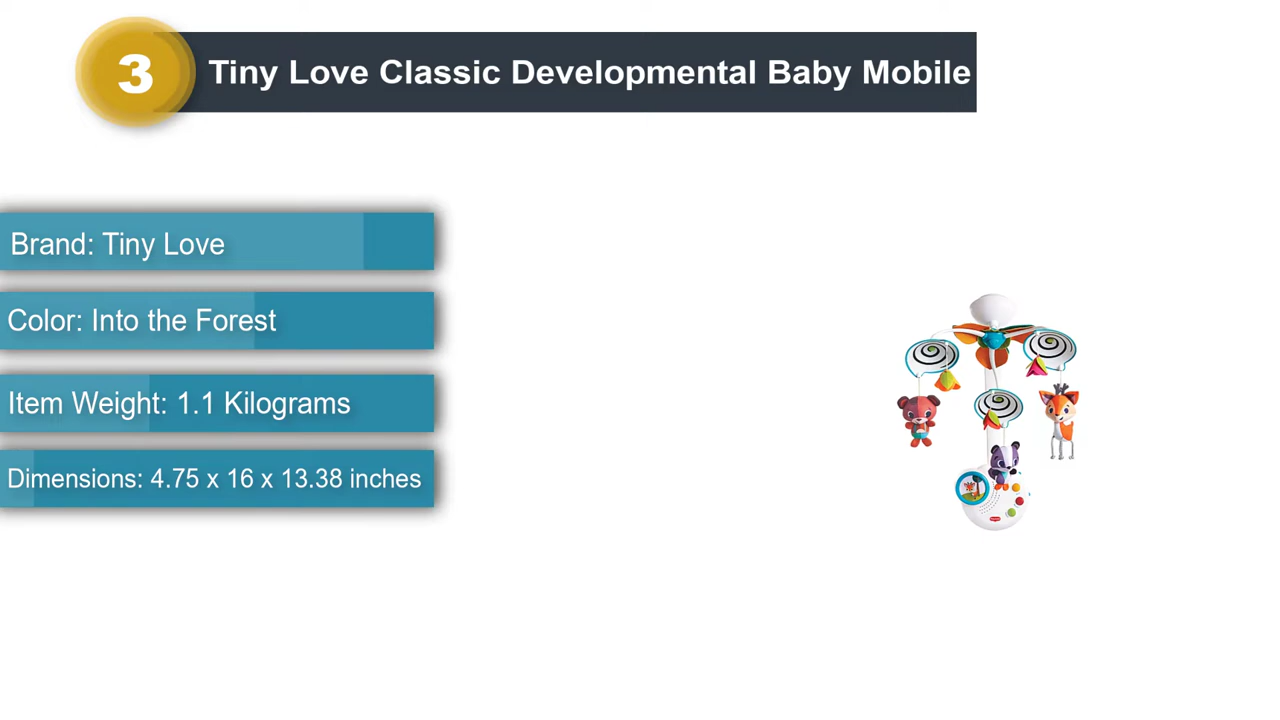 3
Tiny Love Classic Developmental Baby Mobile
Brand: Tiny Love
Color: Into the Forest
Item Weight: 1.1 Kilograms
Dimensions: 4.75 x 16 x 13.38 inches